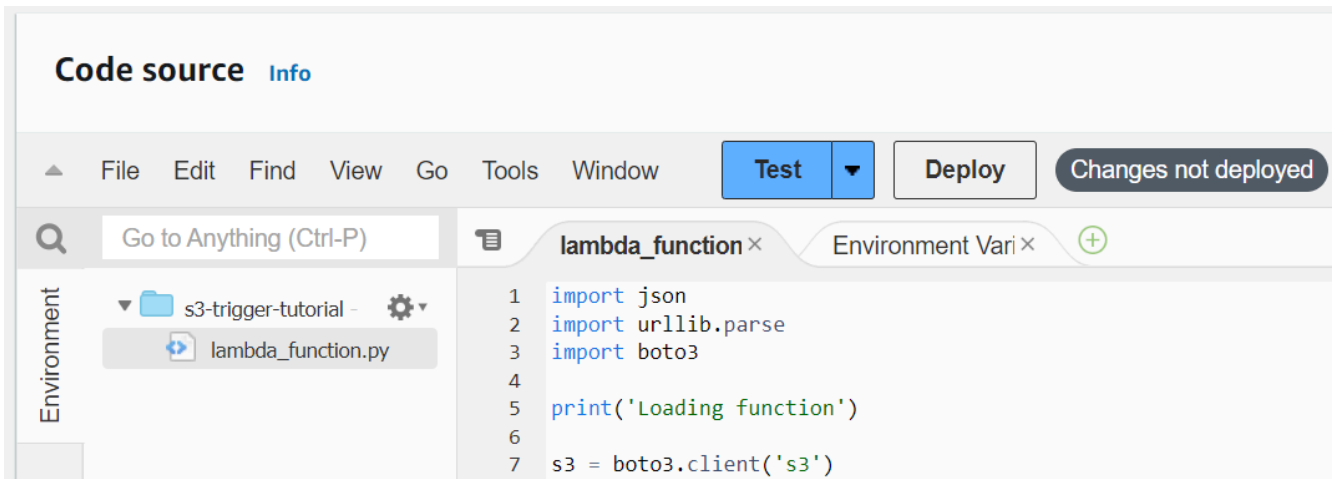 Code source Info
File Edit Find View Go Tools Window Test Deploy Changes not deployed
Go to Anything (Ctrl-P)
lambda_function × Environment Vari ×
Environment
s3-trigger-tutorial -
lambda_function.py
1 import json
2 import urllib.parse
3 import boto3
4
5 print('Loading function')
6
7 s3 = boto3.client('s3')